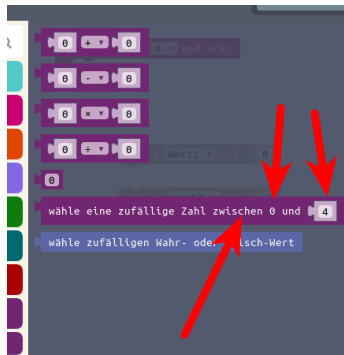 0 + 0
A gedrückt
0 - 0
0 × 0
0 ÷ 0
Wert1 0
0
wähle eine zufällige Zahl zwischen 0 und 4
wähle zufälligen Wahr- oder Falsch-Wert